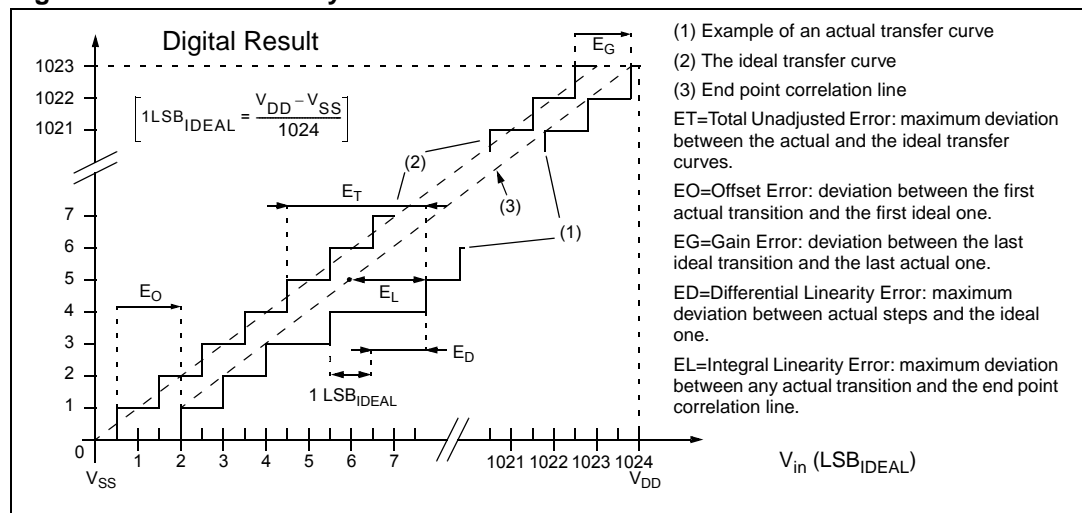 Digital Result
E_G
1023
1022
1021
[1LSB_IDEAL = (V_DD – V_SS) / 1024]
(2)
E_T
(3)
(1)
7
6
5
4
3
2
1
0
E_O
E_L
E_D
1 LSB_IDEAL
1 2 3 4 5 6 7 1021 1022 1023 1024
V_SS
V_DD
V_in (LSB_IDEAL)
(1) Example of an actual transfer curve
(2) The ideal transfer curve
(3) End point correlation line
ET=Total Unadjusted Error: maximum deviation
between the actual and the ideal transfer
curves.
EO=Offset Error: deviation between the first
actual transition and the first ideal one.
EG=Gain Error: deviation between the last
ideal transition and the last actual one.
ED=Differential Linearity Error: maximum
deviation between actual steps and the ideal
one.
EL=Integral Linearity Error: maximum deviation
between any actual transition and the end point
correlation line.